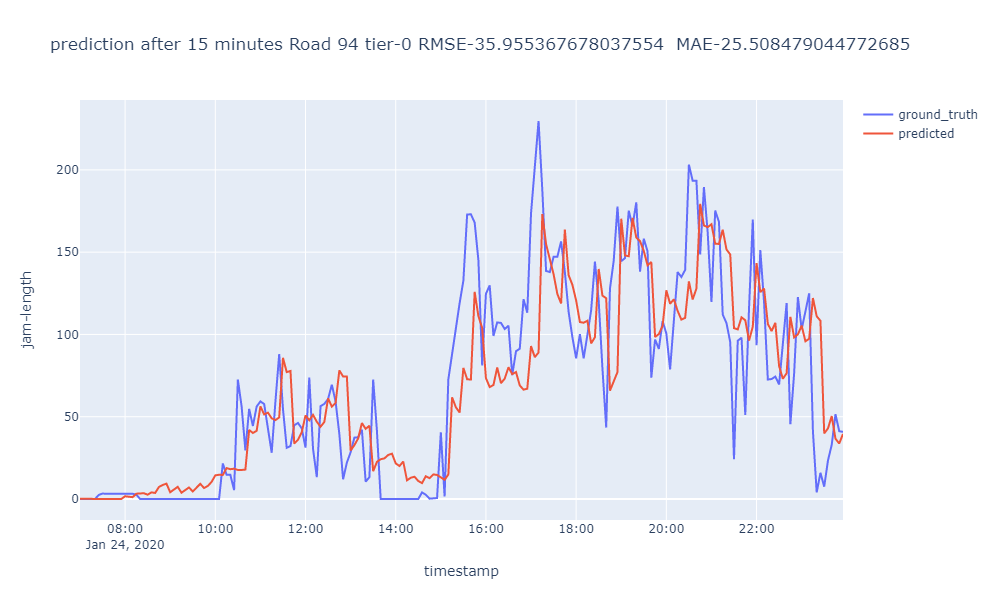 prediction after 15 minutes Road 94 tier-0 RMSE-35.955367678037554  MAE-25.508479044772685
ground_truth
predicted
200
150
100
50
0
jam-length
08:00 10:00 12:00 14:00 16:00 18:00 20:00 22:00
Jan 24, 2020
timestamp